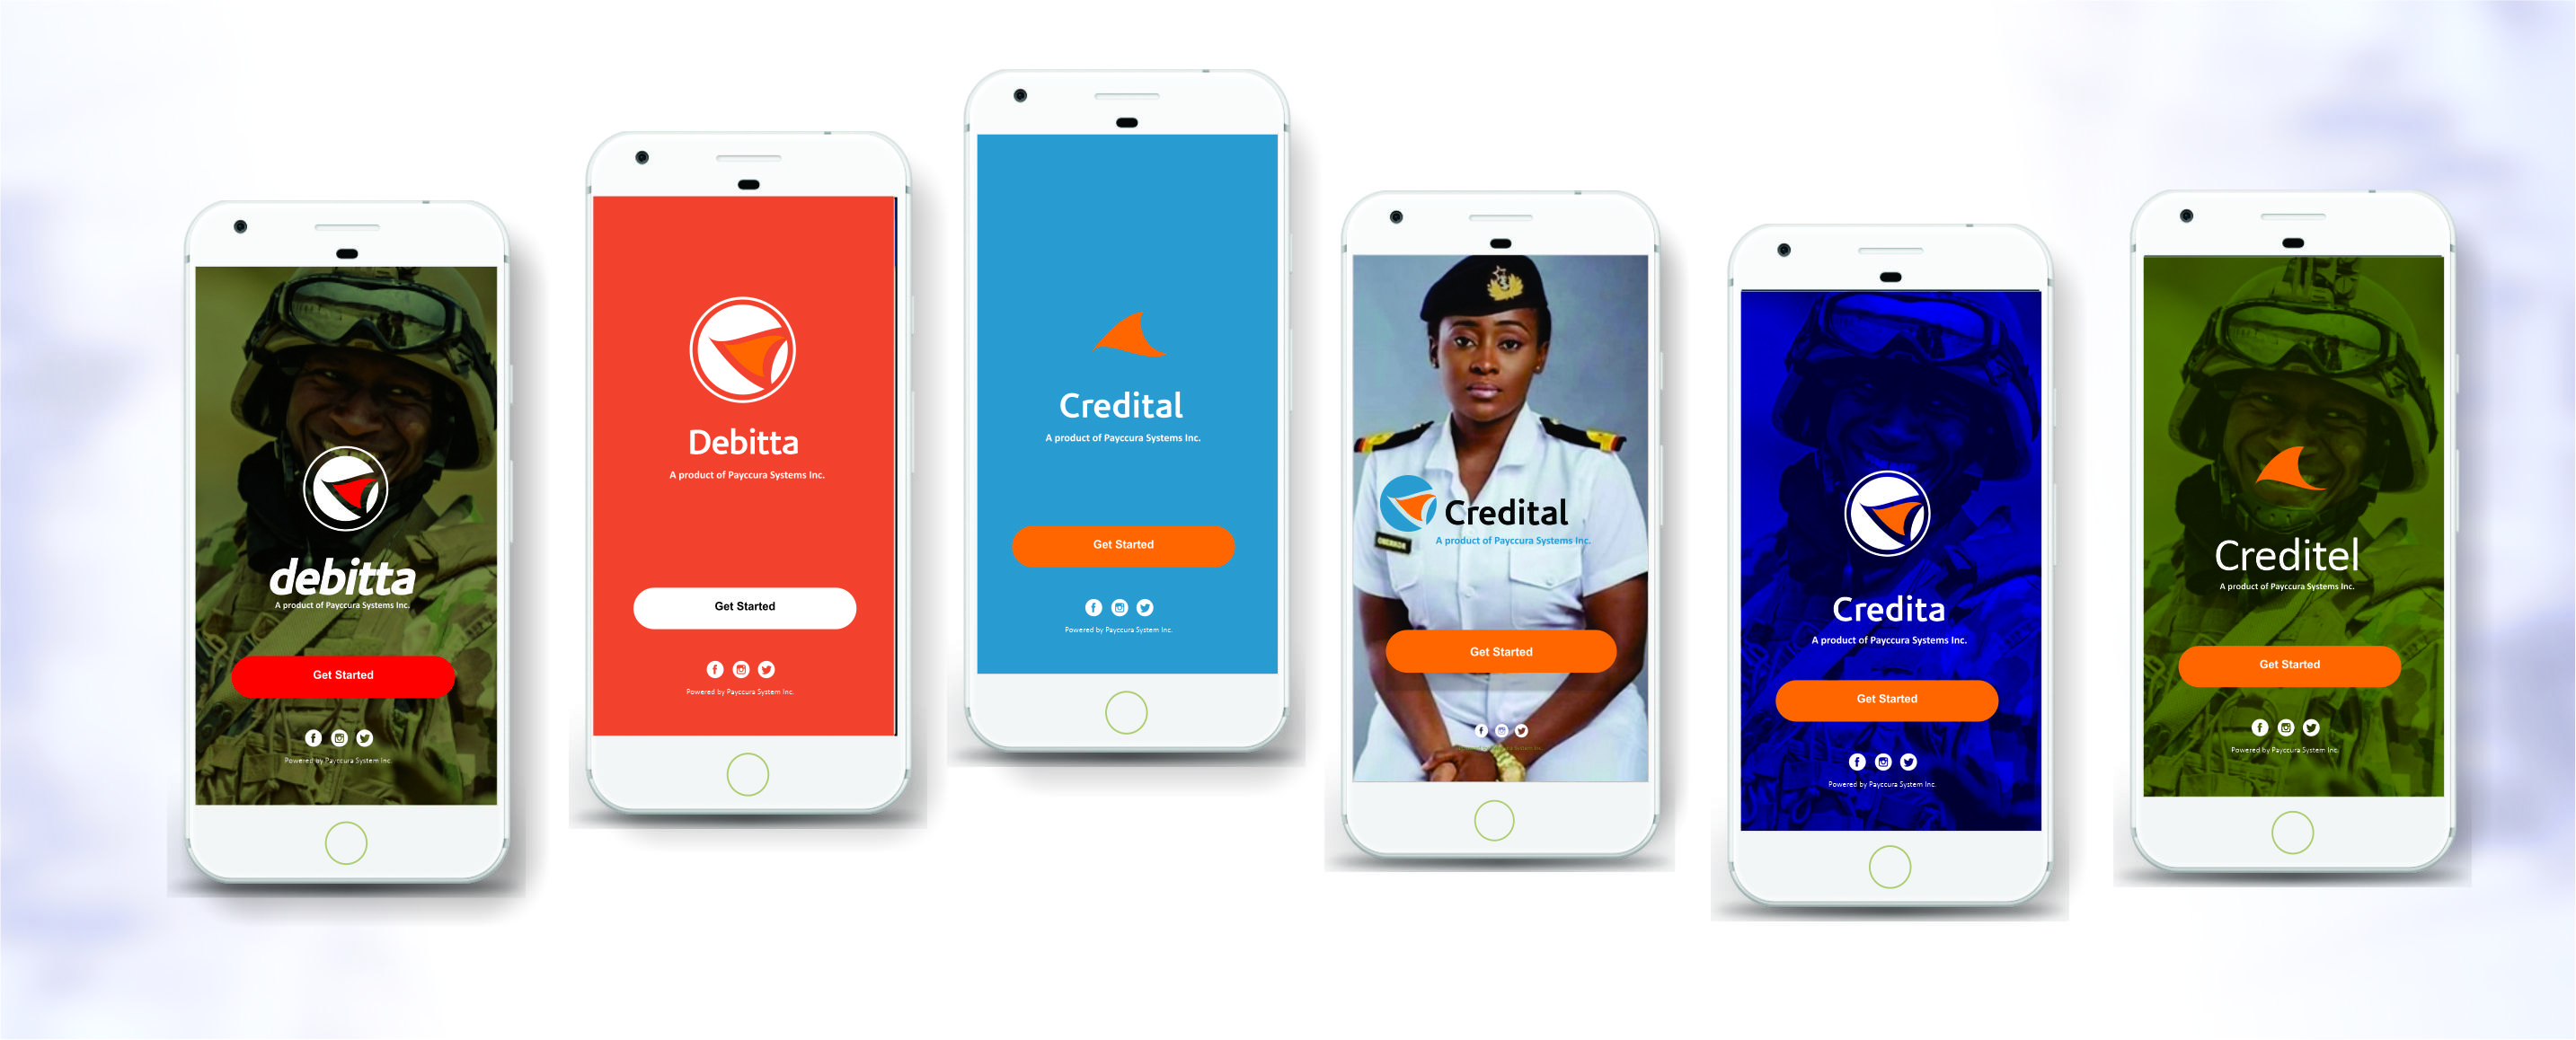 debitta
A product of Payccura Systems Inc.
Get Started
Powered by Payccura System Inc.
Debitta
A product of Payccura Systems Inc.
Get Started
Powered by Payccura System Inc.
Credital
A product of Payccura Systems Inc.
Get Started
Powered by Payccura System Inc.
Credital
A product of Payccura Systems Inc.
Get Started
System Inc.
Credita
A product of Payccura Systems Inc.
Get Started
Powered by Payccura System Inc.
Creditel
A product of Payccura Systems Inc.
Get Started
Powered by Payccura System Inc.